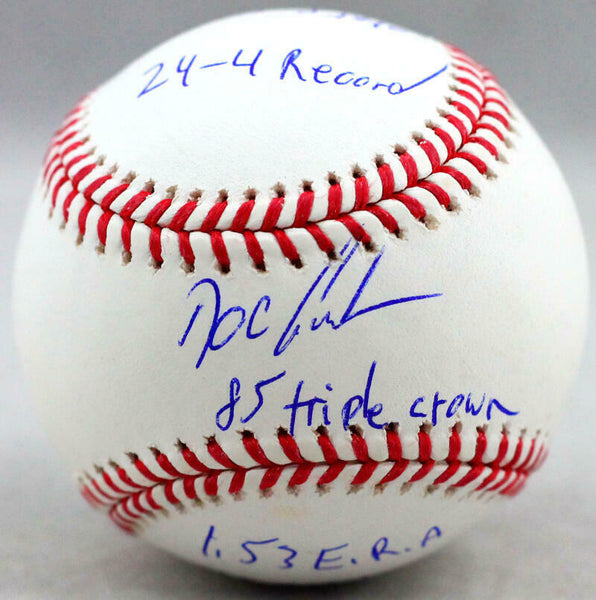 24-4 Record
Doc
85 triple crown
1.53 E.R.A